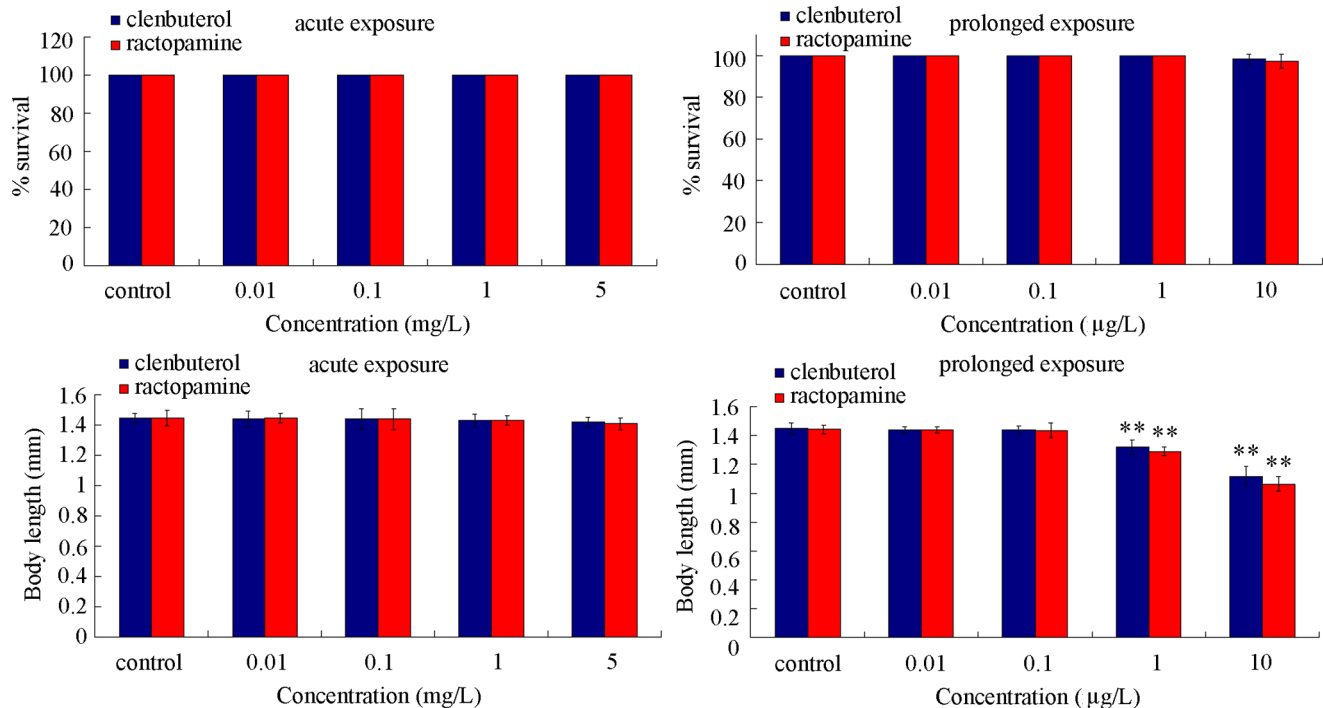 clenbuterol
ractopamine
acute exposure
120
100
80
60
40
20
0
% survival
control 0.01 0.1 1 5
Concentration (mg/L)
clenbuterol
ractopamine
prolonged exposure
100
80
60
40
20
0
% survival
control 0.01 0.1 1 10
Concentration ( µg/L)
clenbuterol
ractopamine
acute exposure
1.6
1.4
1.2
1
0.8
0.6
0.4
0.2
0
Body length (mm)
control 0.01 0.1 1 5
Concentration (mg/L)
clenbuterol
ractopamine
prolonged exposure
1.6
1.4
1.2
1
0.8
0.6
0.4
0.2
0
Body length (mm)
** **
** **
control 0.01 0.1 1 10
Concentration ( µg/L)